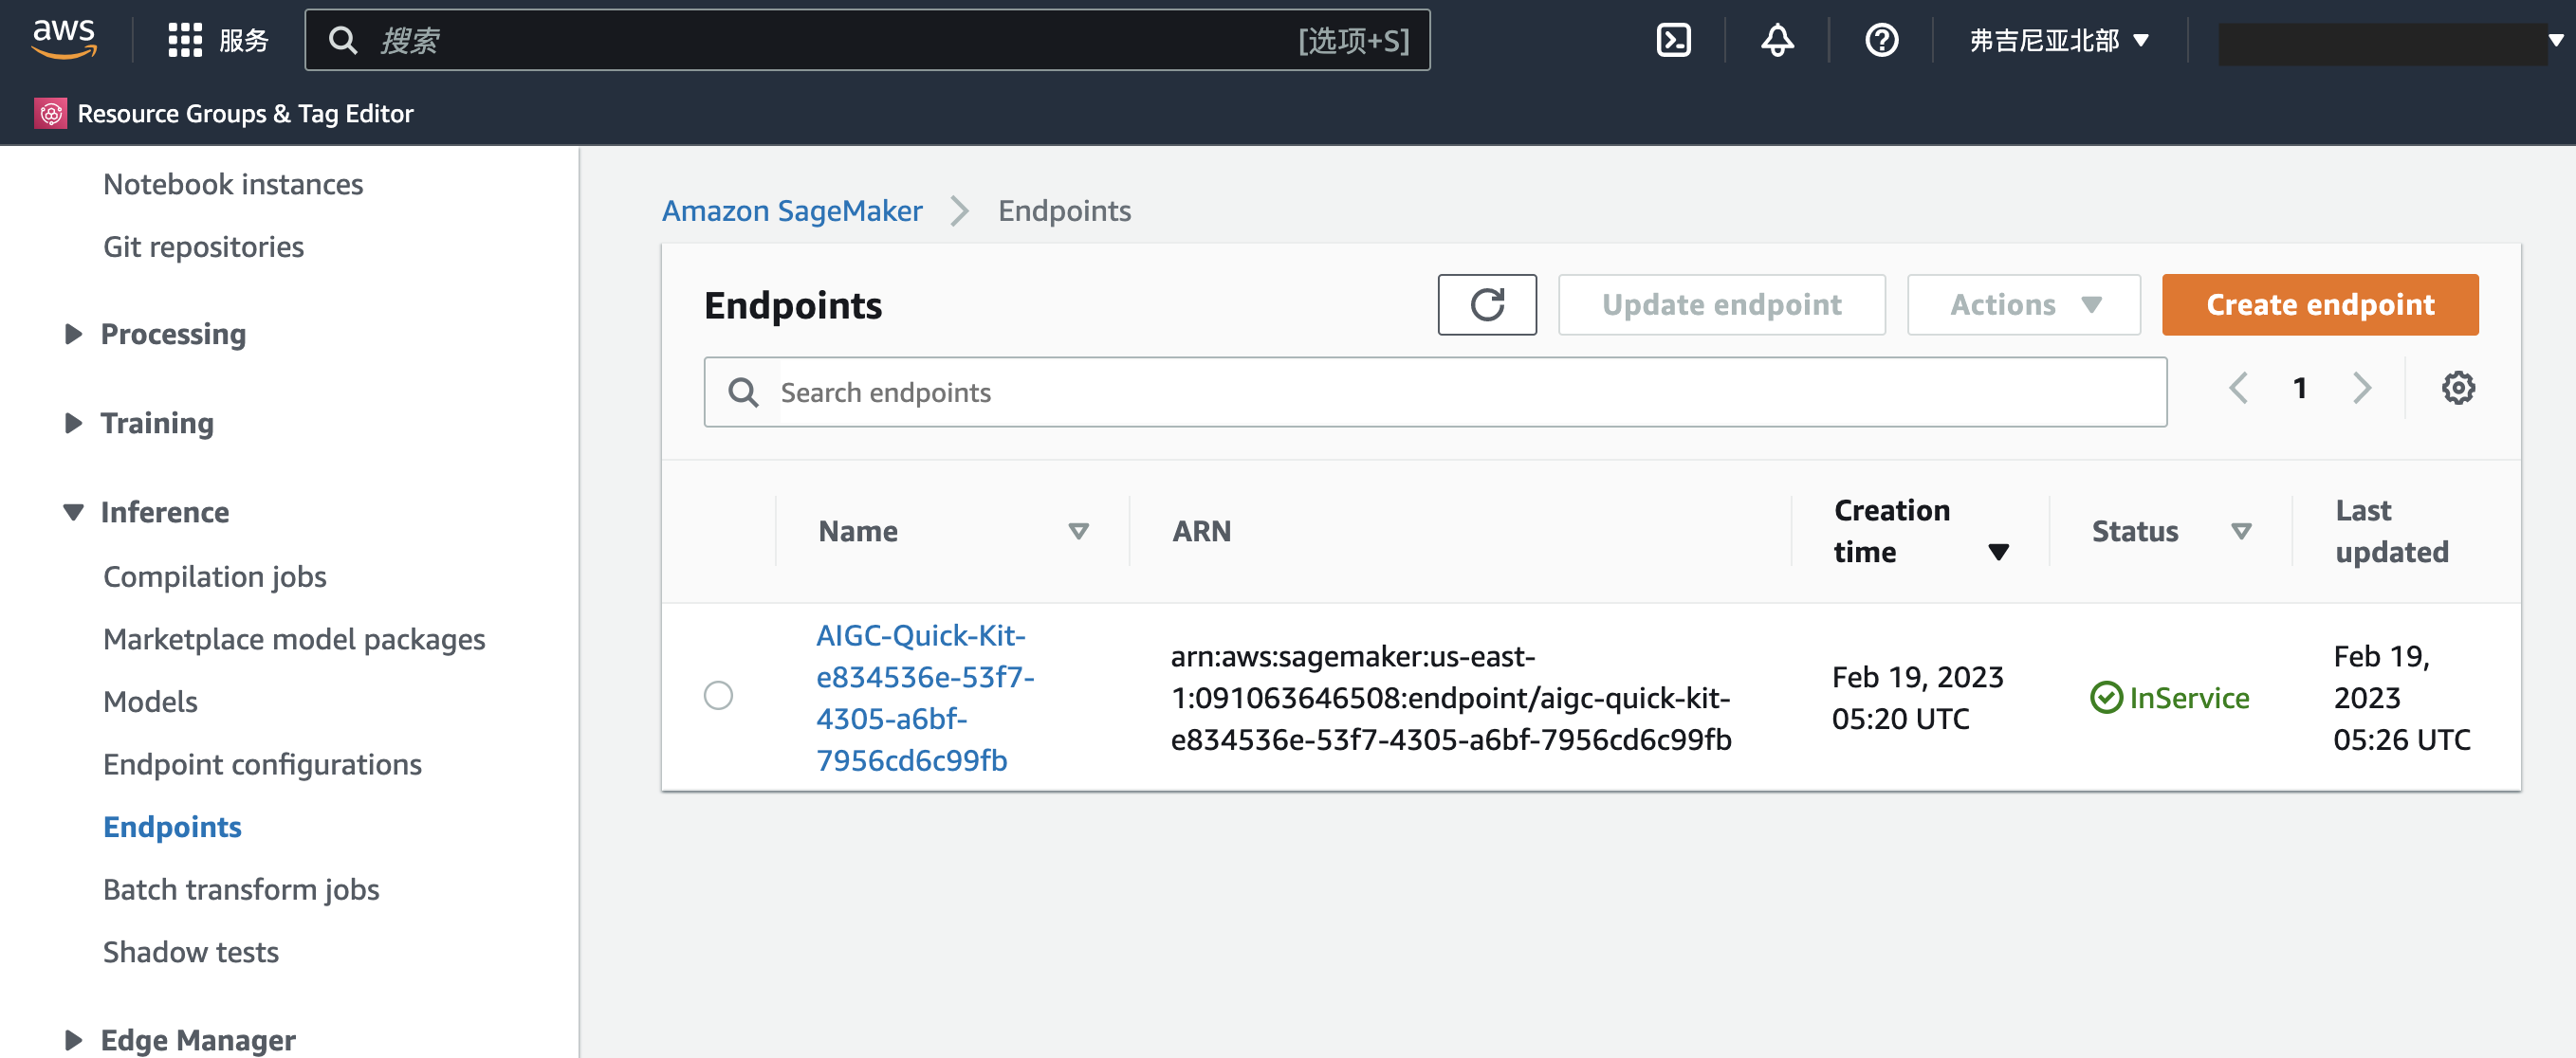 aws
服务
搜索
[选项+S]
弗吉尼亚北部
Resource Groups & Tag Editor
Notebook instances
Git repositories
Processing
Training
Inference
Compilation jobs
Marketplace model packages
Models
Endpoint configurations
Endpoints
Batch transform jobs
Shadow tests
Edge Manager
Amazon SageMaker
Endpoints
Endpoints
Update endpoint
Actions
Create endpoint
Search endpoints
1
Name
ARN
Creation
time
Status
Last
updated
AIGC-Quick-Kit-
e834536e-53f7-
4305-a6bf-
7956cd6c99fb
arn:aws:sagemaker:us-east-
1:091063646508:endpoint/aigc-quick-kit-
e834536e-53f7-4305-a6bf-7956cd6c99fb
Feb 19, 2023
05:20 UTC
InService
Feb 19,
2023
05:26 UTC